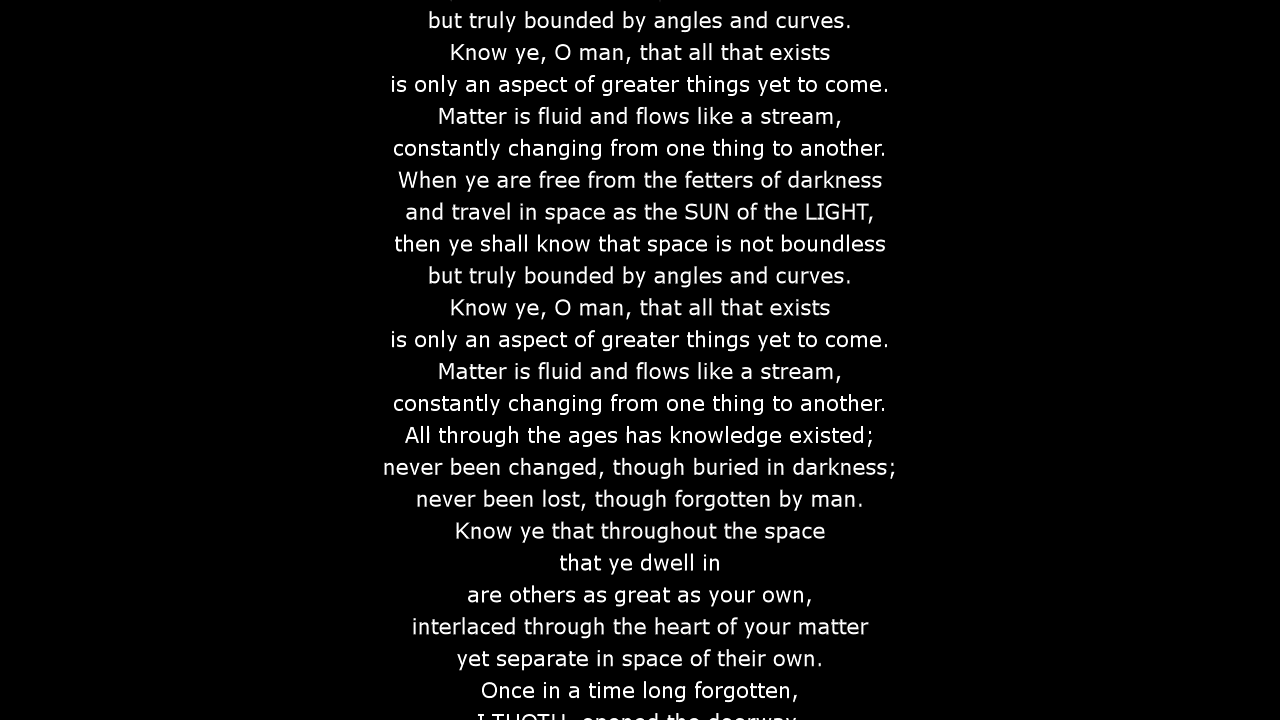 but truly bounded by angles and curves.
Know ye, O man, that all that exists
is only an aspect of greater things yet to come.
Matter is fluid and flows like a stream,
constantly changing from one thing to another.
When ye are free from the fetters of darkness
and travel in space as the SUN of the LIGHT,
then ye shall know that space is not boundless
but truly bounded by angles and curves.
Know ye, O man, that all that exists
is only an aspect of greater things yet to come.
Matter is fluid and flows like a stream,
constantly changing from one thing to another.
All through the ages has knowledge existed;
never been changed, though buried in darkness;
never been lost, though forgotten by man.
Know ye that throughout the space
that ye dwell in
are others as great as your own,
interlaced through the heart of your matter
yet separate in space of their own.
Once in a time long forgotten,
I THOTH, opened the doorway,